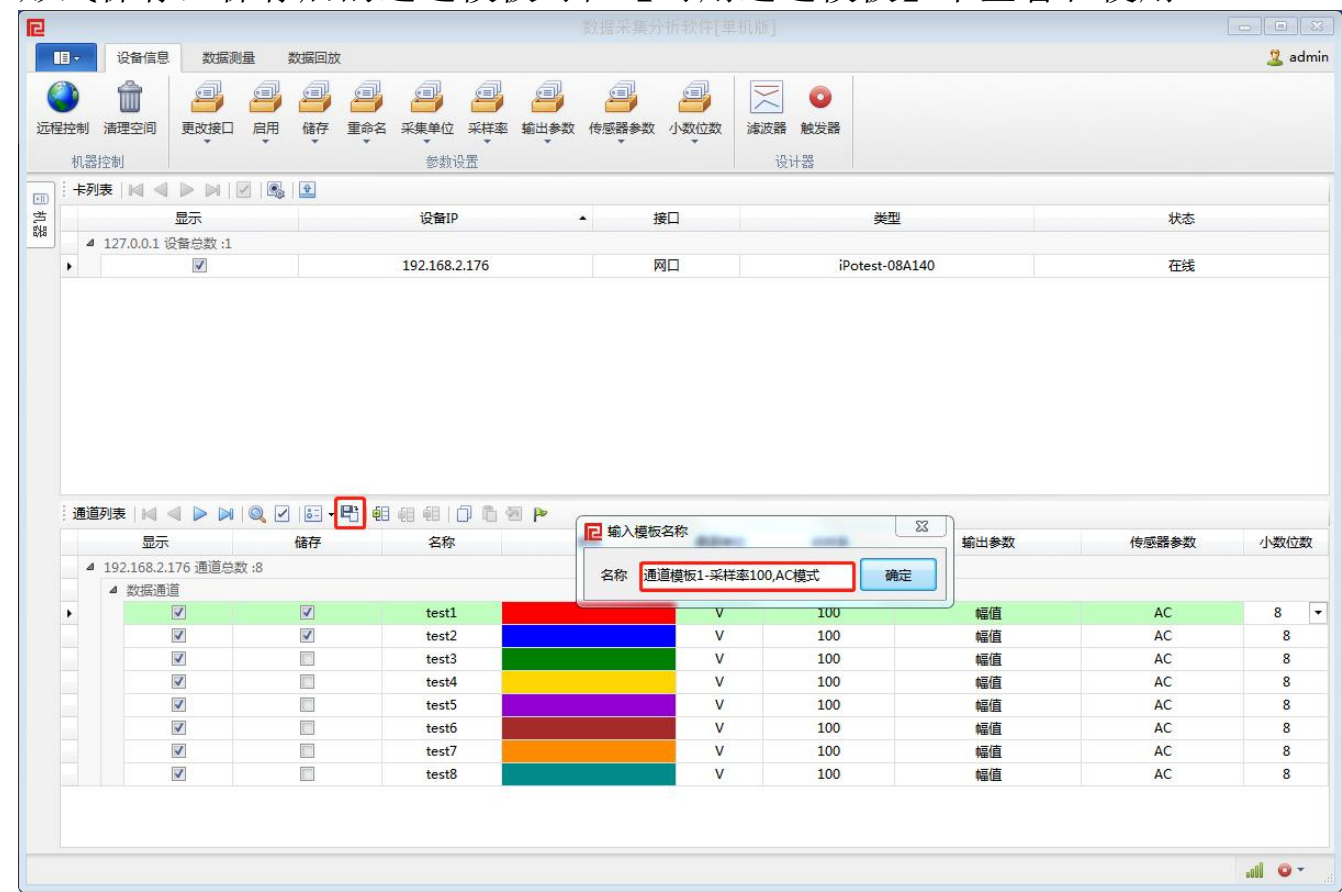 数据采集分析软件[单机版]
设备信息 数据测量 数据回放 admin
远程控制 清理空间 更改接口 启用 储存 重命名 采集单位 采样率 输出参数 传感器参数 小数位数 滤波器 触发器
机器控制 参数设置 设计器
机器
卡列表
显示 设备IP 接口 类型 状态
127.0.0.1 设备总数 :1
192.168.2.176 网口 iPotest-08A140 在线
通道列表
输入模板名称
显示 储存 名称 输出参数 传感器参数 小数位数
名称 通道模板1-采样率100,AC模式 确定
192.168.2.176 通道总数 :8
数据通道
test1 V 100 幅值 AC 8
test2 V 100 幅值 AC 8
test3 V 100 幅值 AC 8
test4 V 100 幅值 AC 8
test5 V 100 幅值 AC 8
test6 V 100 幅值 AC 8
test7 V 100 幅值 AC 8
test8 V 100 幅值 AC 8